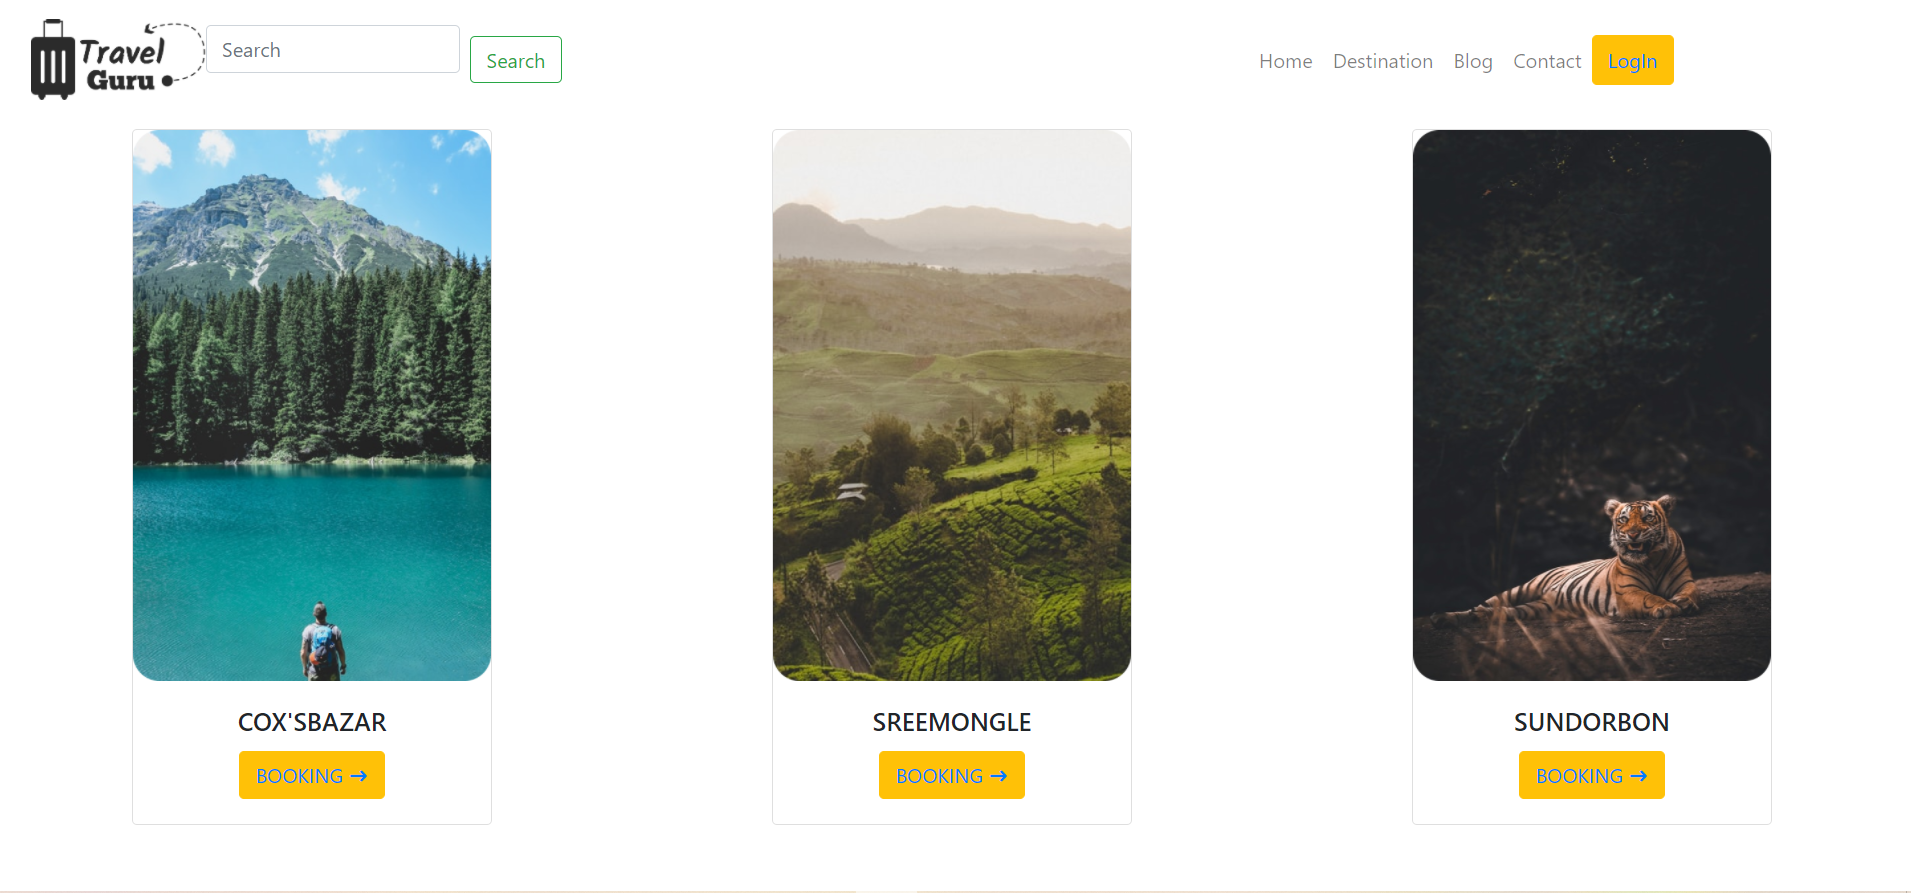 Travel
Guru
Search
Search
Home
Destination
Blog
Contact
LogIn
COX'SBAZAR
BOOKING →
SREEMONGLE
BOOKING →
SUNDORBON
BOOKING →